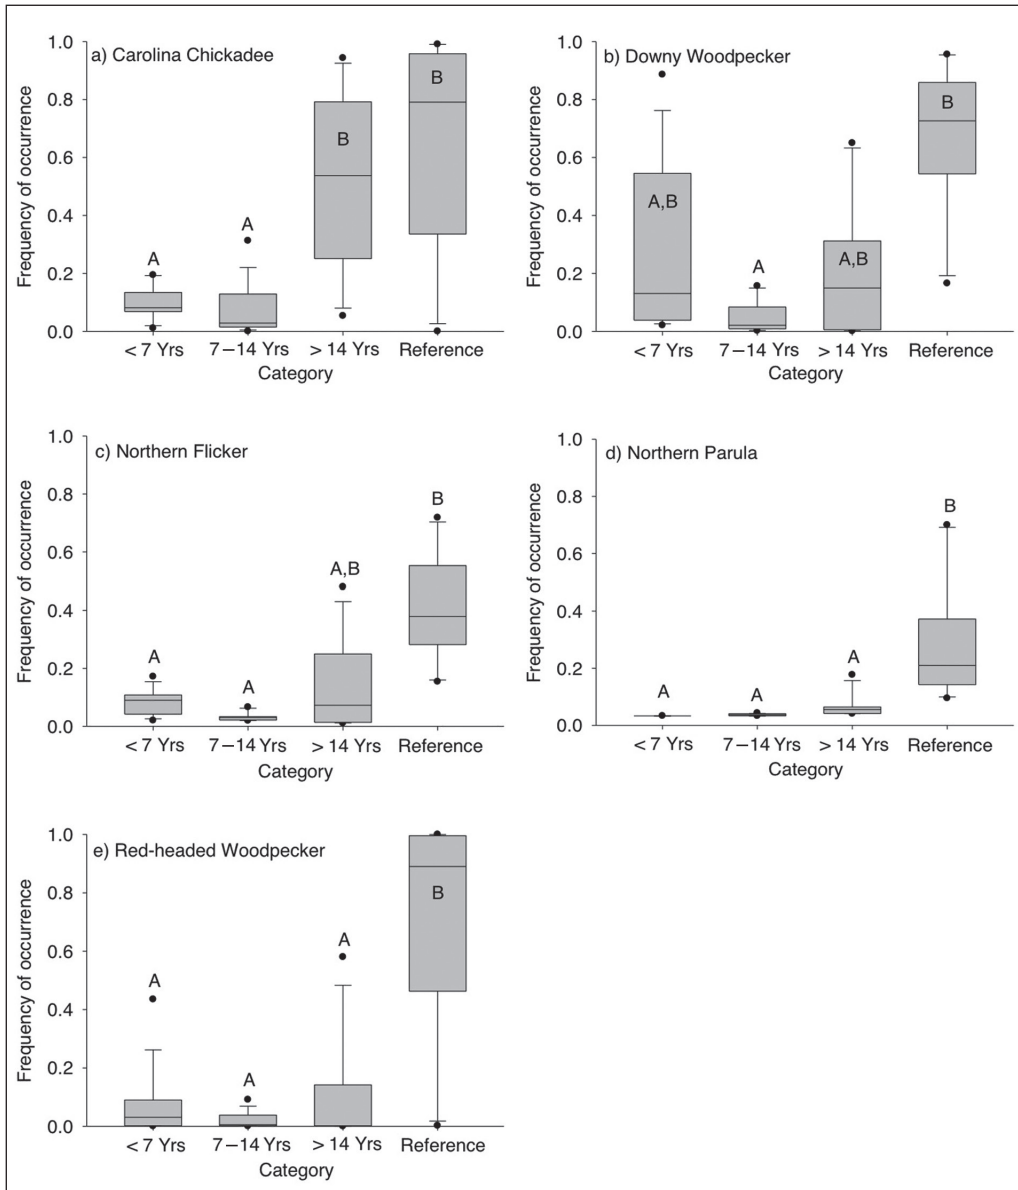 a) Carolina Chickadee
Frequency of occurrence
1.0
0.8
0.6
0.4
0.2
0.0
A
A
B
B
< 7 Yrs
7–14 Yrs
> 14 Yrs
Reference
Category
b) Downy Woodpecker
Frequency of occurrence
1.0
0.8
0.6
0.4
0.2
0.0
A,B
A
A,B
B
< 7 Yrs
7–14 Yrs
> 14 Yrs
Reference
Category
c) Northern Flicker
Frequency of occurrence
1.0
0.8
0.6
0.4
0.2
0.0
A
A
A,B
B
< 7 Yrs
7–14 Yrs
> 14 Yrs
Reference
Category
d) Northern Parula
Frequency of occurrence
1.0
0.8
0.6
0.4
0.2
0.0
A
A
A
B
< 7 Yrs
7–14 Yrs
> 14 Yrs
Reference
Category
e) Red-headed Woodpecker
Frequency of occurrence
1.0
0.8
0.6
0.4
0.2
0.0
A
A
A
B
< 7 Yrs
7–14 Yrs
> 14 Yrs
Reference
Category